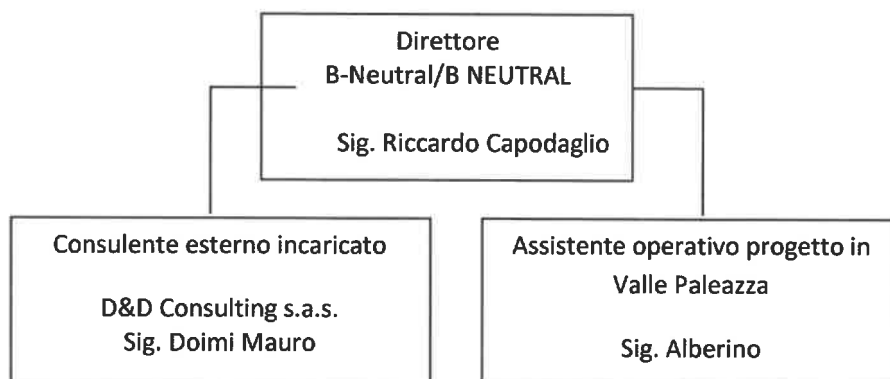 Direttore
B-Neutral/B NEUTRAL
Sig. Riccardo Capodaglio
Consulente esterno incaricato
D&D Consulting s.a.s.
Sig. Doimi Mauro
Assistente operativo progetto in
Valle Paleazza
Sig. Alberino